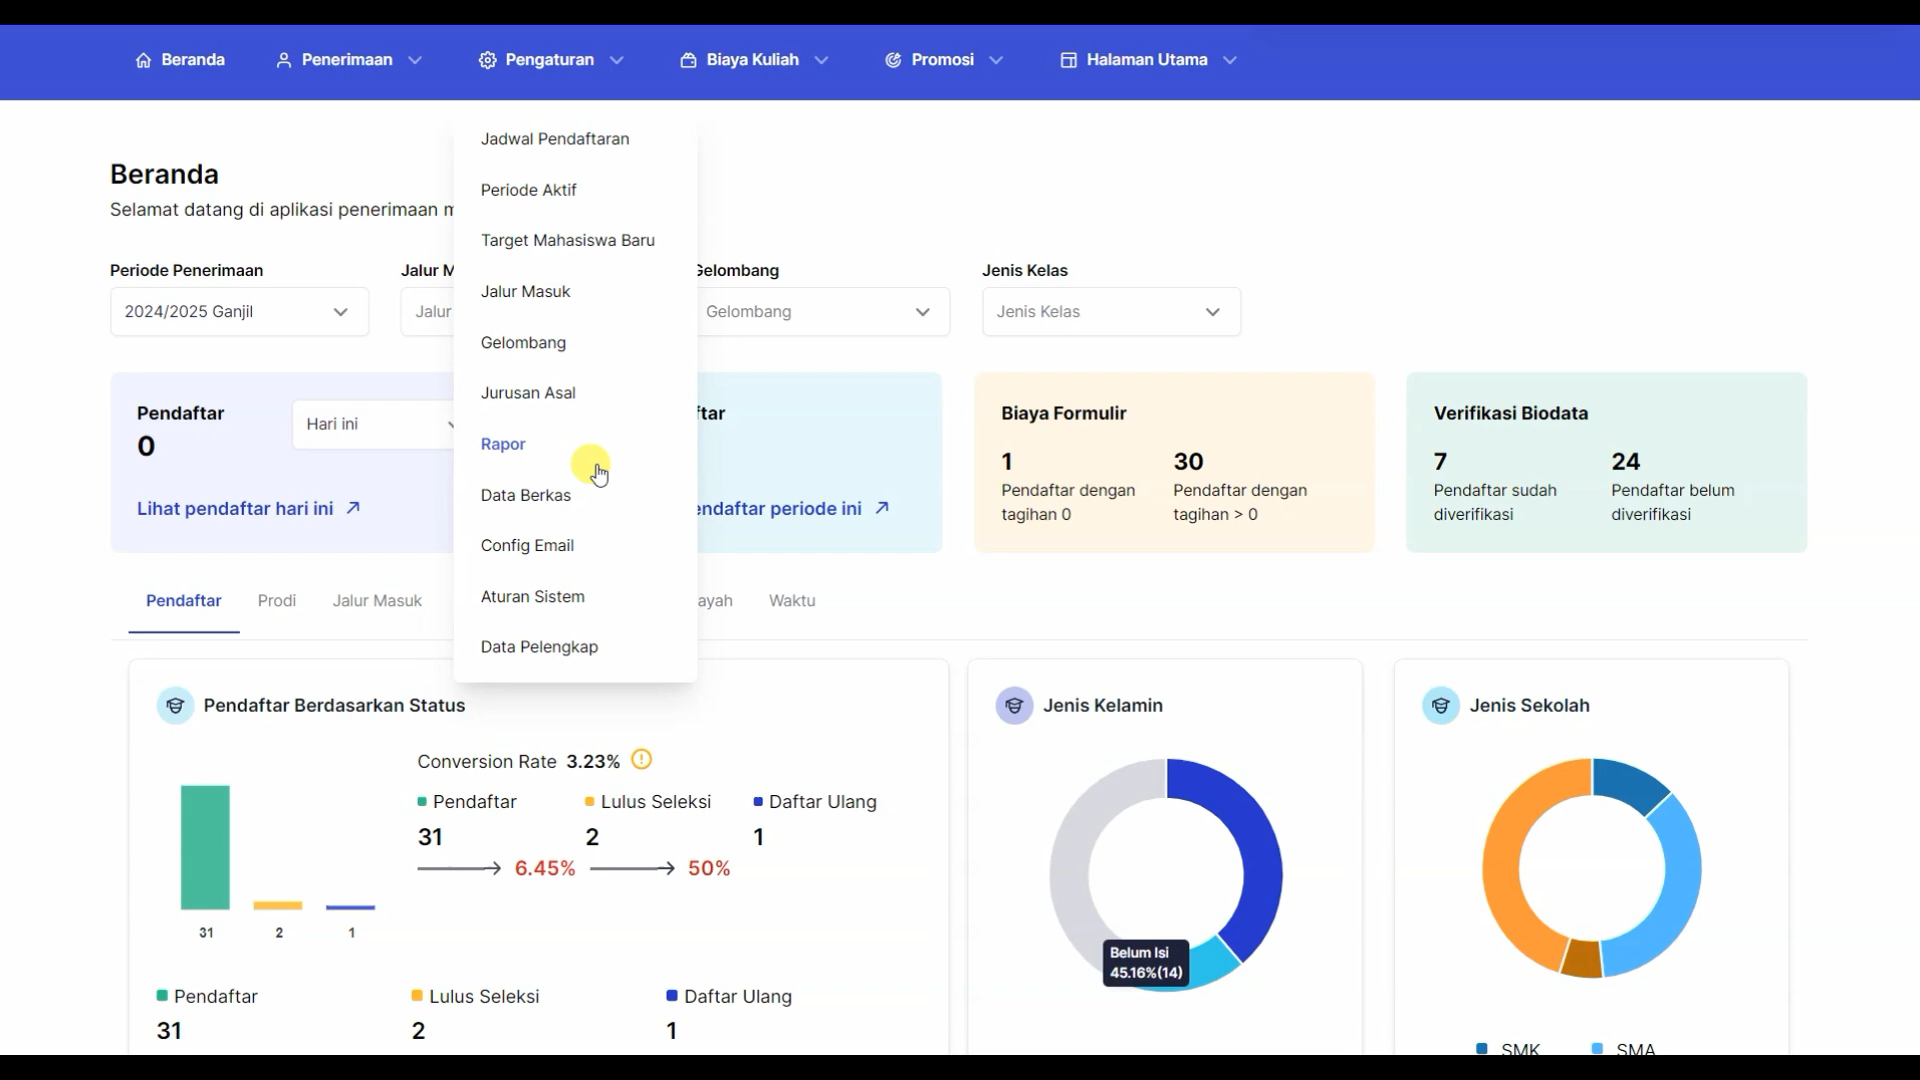 Beranda
Penerimaan
Pengaturan
Biaya Kuliah
Promosi
Halaman Utama
Jadwal Pendaftaran
Periode Aktif
Target Mahasiswa Baru
Jalur Masuk
Gelombang
Jurusan Asal
Rapor
Data Berkas
Config Email
Aturan Sistem
Data Pelengkap
Beranda
Selamat datang di aplikasi penerimaan
Periode Penerimaan
2024/2025 Ganjil
Jalur M
Jalur
Gelombang
Gelombang
Jenis Kelas
Jenis Kelas
Pendaftar
0
Hari ini
Lihat pendaftar hari ini
ftar
endaftar periode ini
Biaya Formulir
1
Pendaftar dengan
tagihan 0
30
Pendaftar dengan
tagihan > 0
Verifikasi Biodata
7
Pendaftar sudah
diverifikasi
24
Pendaftar belum
diverifikasi
Pendaftar Prodi Jalur Masuk ayah Waktu
Pendaftar Berdasarkan Status
Conversion Rate 3.23%
Pendaftar Lulus Seleksi Daftar Ulang
31 2 1
6.45% 50%
31 2 1
Pendaftar Lulus Seleksi Daftar Ulang
31 2 1
Jenis Kelamin
Belum Isi
45.16%(14)
Jenis Sekolah
SMK SMA